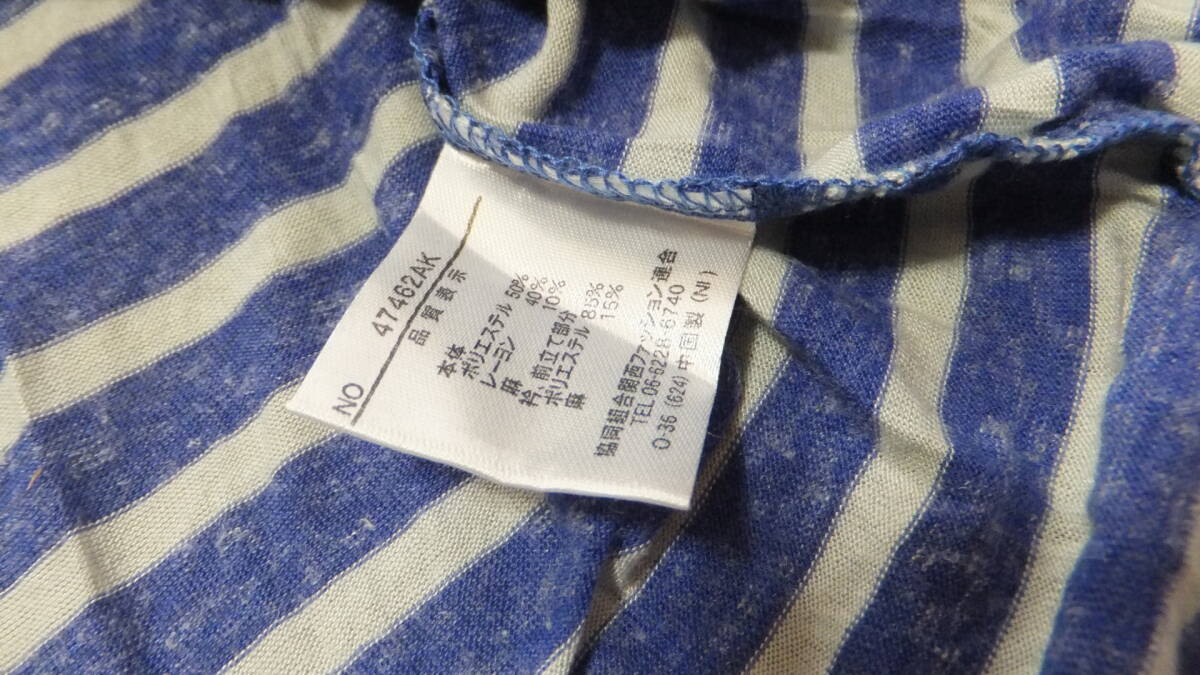 NO 47462AK
品質表示
本体
ポリエステル 50%
レーヨン 40%
麻 10%
衿、前立て部分
ポリエステル 85%
麻 15%
協同組合関西ファッション連合
TEL 06-6228-6740
O-36 (624) 中国製 (NI)